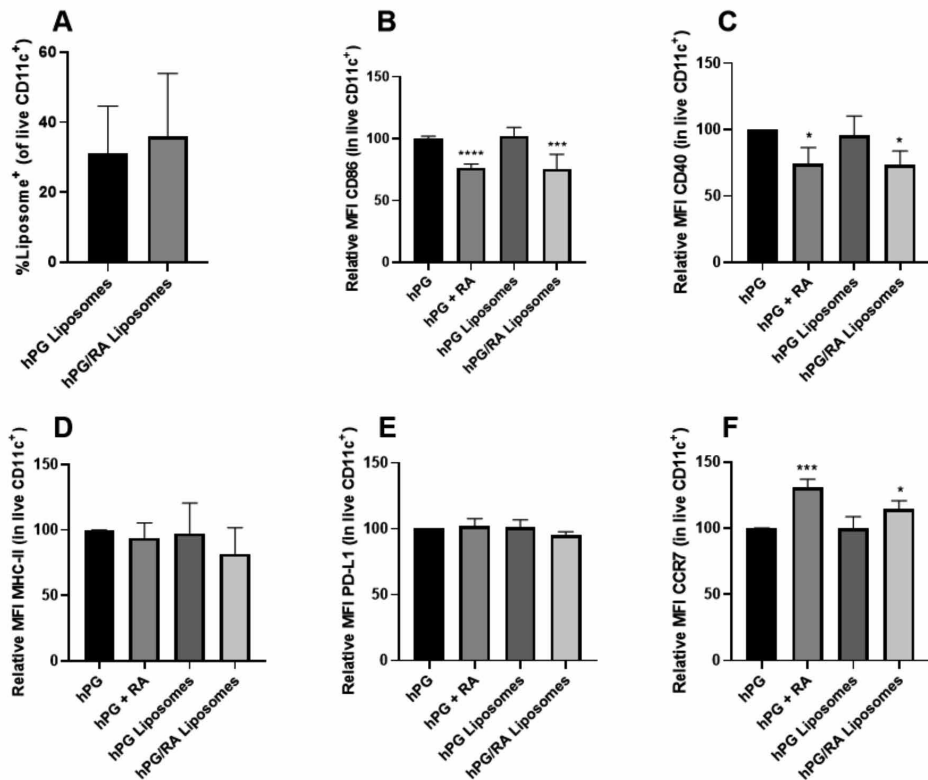 A
%Liposome⁺ (of live CD11c⁺)
60
40
20
0
hPG Liposomes
hPG/RA Liposomes
B
Relative MFI CD86 (in live CD11c⁺)
150
100
50
0
****
***
hPG
hPG + RA
hPG Liposomes
hPG/RA Liposomes
C
Relative MFI CD40 (in live CD11c⁺)
150
100
50
0
*
*
hPG
hPG + RA
hPG Liposomes
hPG/RA Liposomes
D
Relative MFI MHC-II (in live CD11c⁺)
150
100
50
0
hPG
hPG + RA
hPG Liposomes
hPG/RA Liposomes
E
Relative MFI PD-L1 (in live CD11c⁺)
150
100
50
0
hPG
hPG + RA
hPG Liposomes
hPG/RA Liposomes
F
Relative MFI CCR7 (in live CD11c⁺)
150
100
50
0
***
*
hPG
hPG + RA
hPG Liposomes
hPG/RA Liposomes